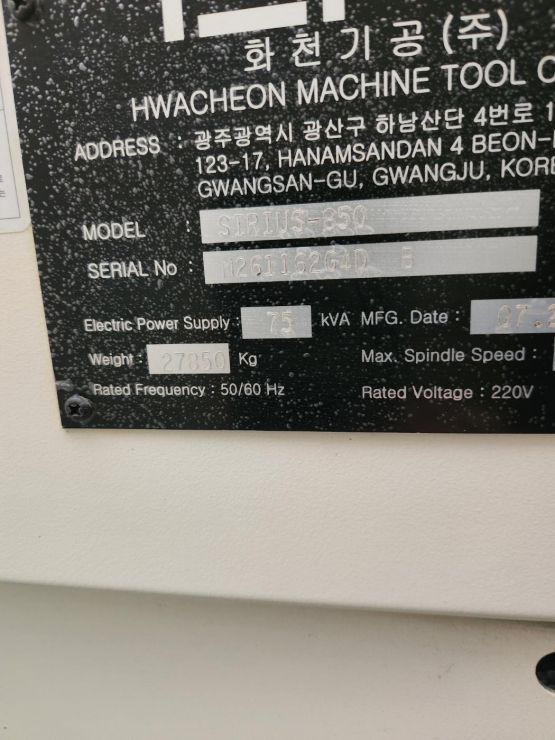 화천기공(주)
HWACHEON MACHINE TOOL
ADDRESS : 광주광역시 광산구 하남산단 4번로
123-17, HANAMSANDAN 4
GWANGSAN-GU, GWANGJU,
MODEL :
SERIAL No :
Electric Power Supply : 75 kVA MFG. Date :
Weight : 27850 Kg Max. Spindle Speed :
Rated Frequency : 50/60 Hz Rated Voltage : 220V